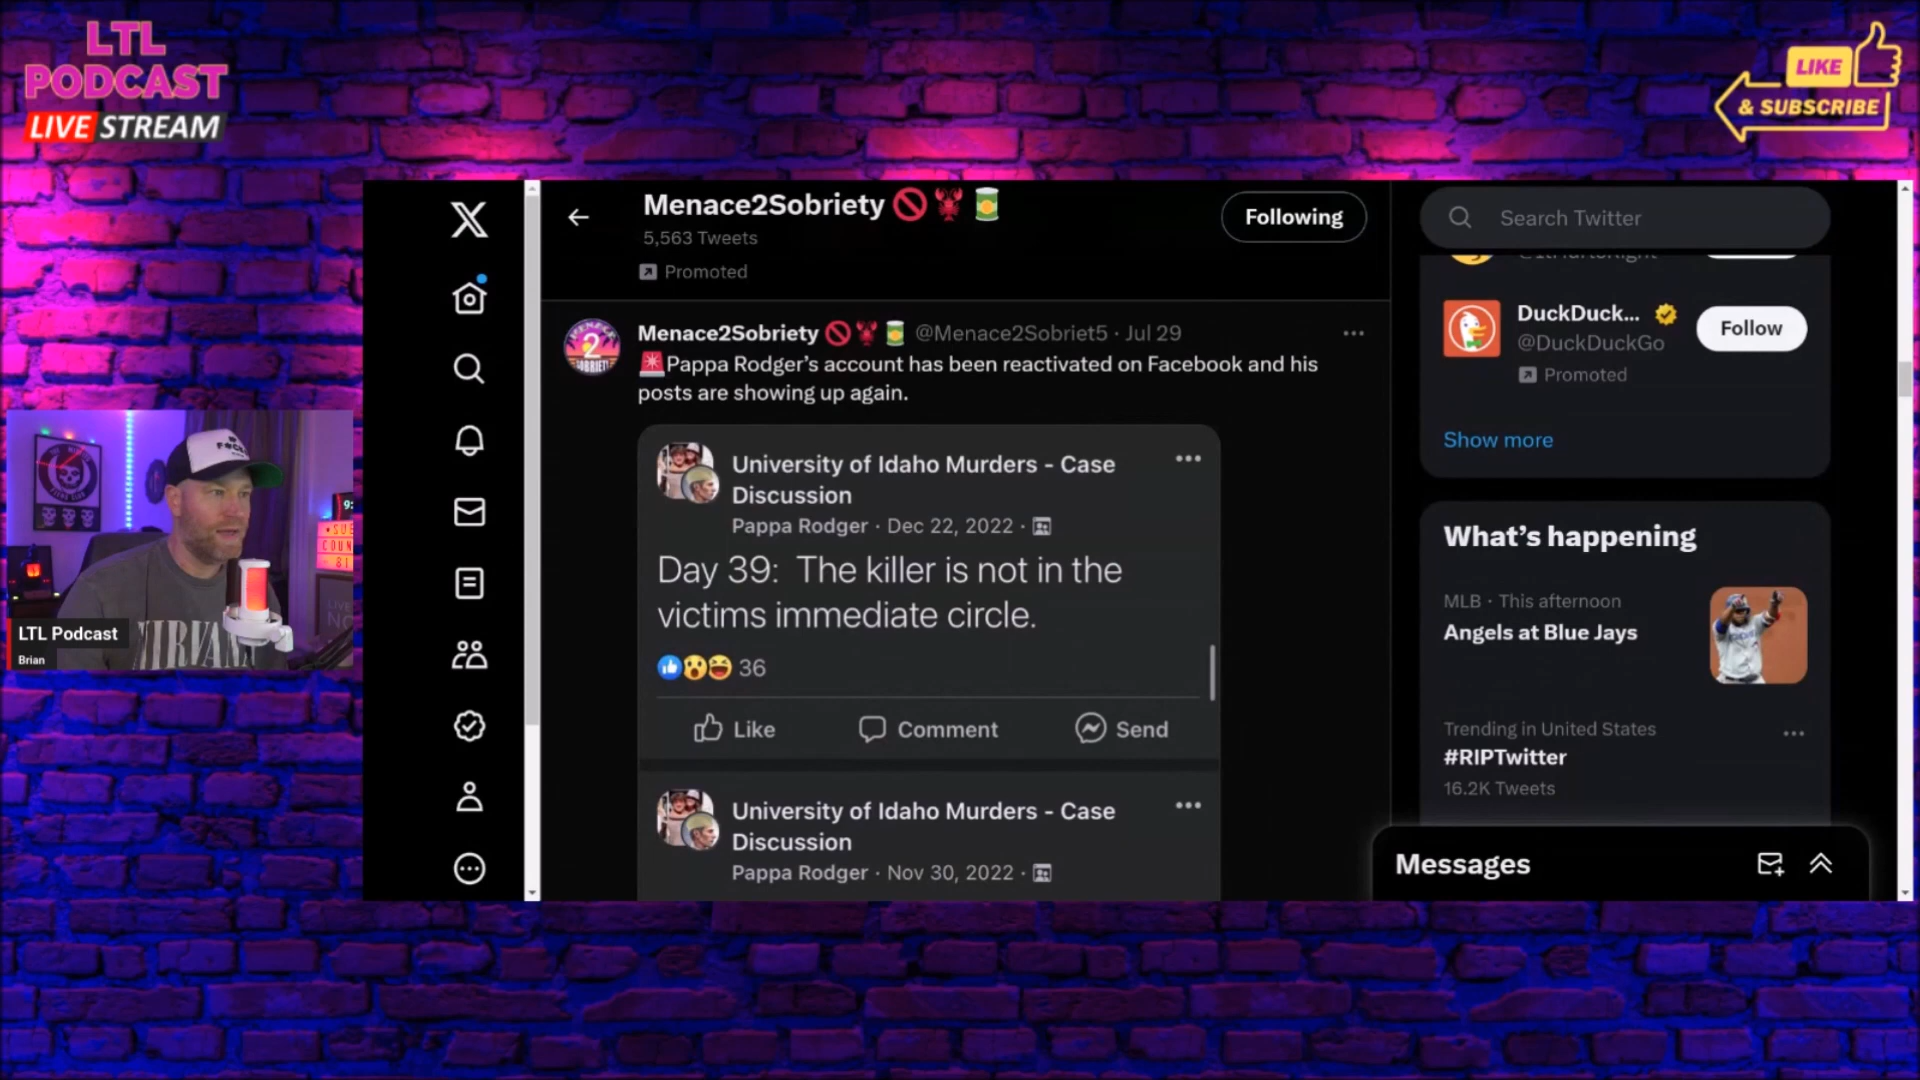 LTL
PODCAST
LIVE STREAM
LIKE
& SUBSCRIBE
Menace2Sobriety 🚫🦞🥫
5,563 Tweets
Promoted
Following
Menace2Sobriety 🚫🦞🥫 @Menace2Sobriet5 · Jul 29
🚨Pappa Rodger's account has been reactivated on Facebook and his
posts are showing up again.
University of Idaho Murders - Case
Discussion
Pappa Rodger · Dec 22, 2022 ·
Day 39: The killer is not in the
victims immediate circle.
36
Like Comment Send
University of Idaho Murders - Case
Discussion
Pappa Rodger · Nov 30, 2022 ·
Search Twitter
DuckDuck...
@DuckDuckGo
Promoted
Follow
Show more
What's happening
MLB · This afternoon
Angels at Blue Jays
Trending in United States
#RIPTwitter
16.2K Tweets
Messages
2
NIRVANA
LTL Podcast
Brian